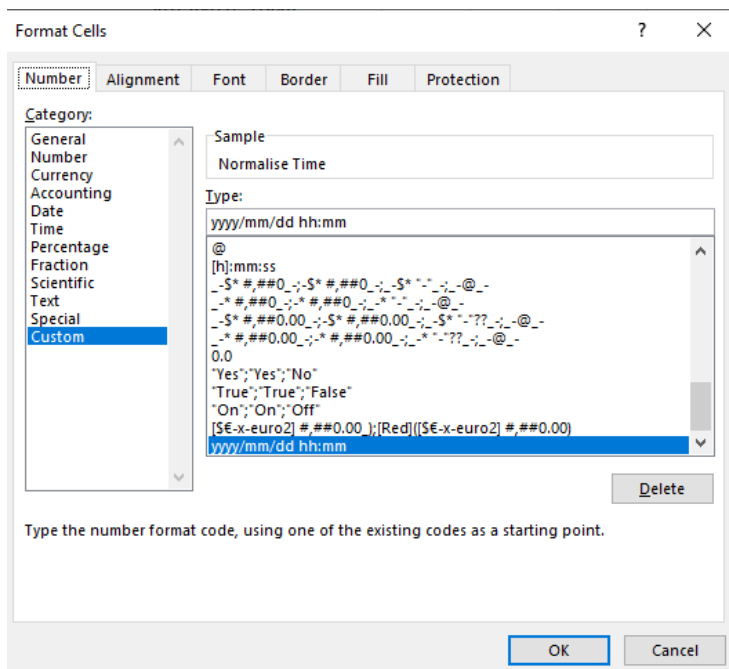 Format Cells
?
Number
Alignment
Font
Border
Fill
Protection
Category:
General
Number
Currency
Accounting
Date
Time
Percentage
Fraction
Scientific
Text
Special
Custom
Sample
Normalise Time
Type:
yyyy/mm/dd hh:mm
@
[h]:mm:ss
_-$* #,##0_-;-$* #,##0_-;_-$* "-"_-;_-@_-
_-* #,##0_-;-* #,##0_-;_-* "-"_-;_-@_-
_-$* #,##0.00_-;-$* #,##0.00_-;_-$* "-"??_-;_-@_-
_-* #,##0.00_-;-* #,##0.00_-;_-* "-"??_-;_-@_-
0.0
"Yes";"Yes";"No"
"True";"True";"False"
"On";"On";"Off"
[$€-x-euro2] #,##0.00_);[Red]([$€-x-euro2] #,##0.00)
yyyy/mm/dd hh:mm
Delete
Type the number format code, using one of the existing codes as a starting point.
OK
Cancel